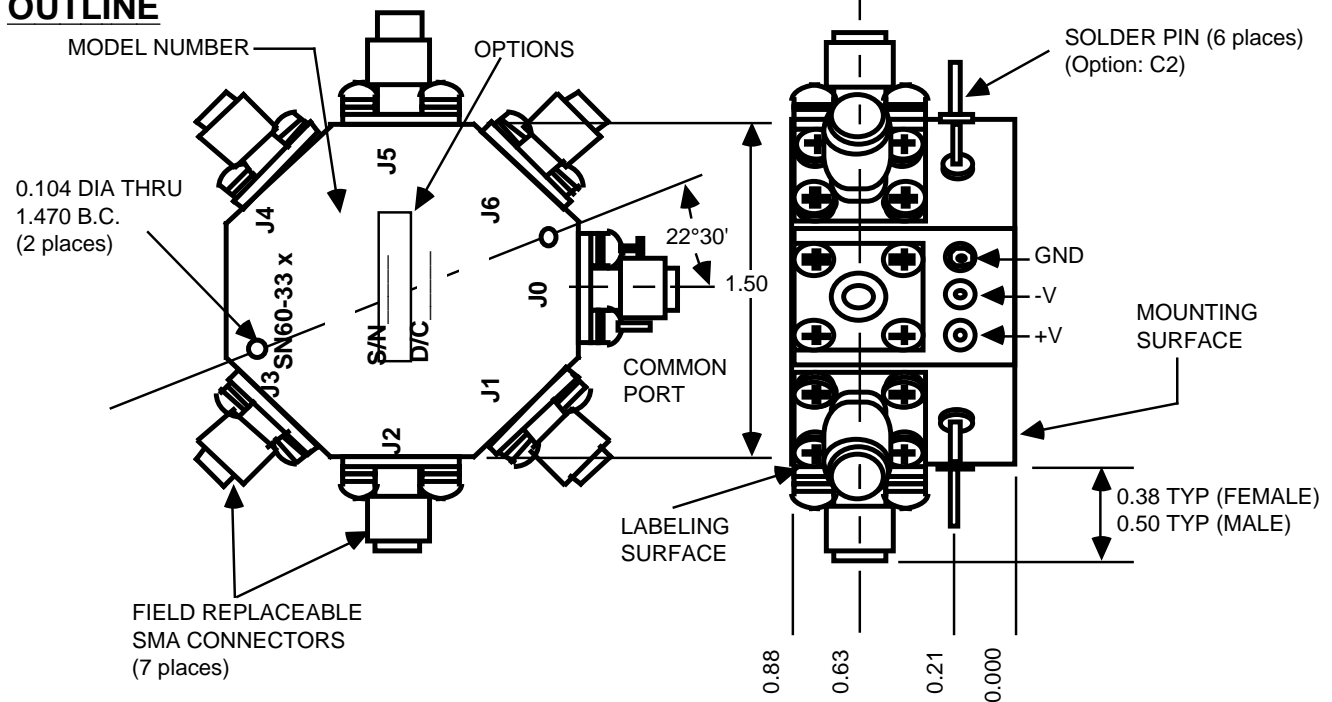 OUTLINE
MODEL NUMBER
OPTIONS
SOLDER PIN (6 places)
(Option: C2)
0.104 DIA THRU
1.470 B.C.
(2 places)
J5
J4
J6
22°30'
1.50
GND
-V
+V
MOUNTING
SURFACE
SN60-33 x
S/N
D/C
J0
COMMON
PORT
J3
J1
J2
0.38 TYP (FEMALE)
0.50 TYP (MALE)
LABELING
SURFACE
FIELD REPLACEABLE
SMA CONNECTORS
(7 places)
0.88
0.63
0.21
0.000